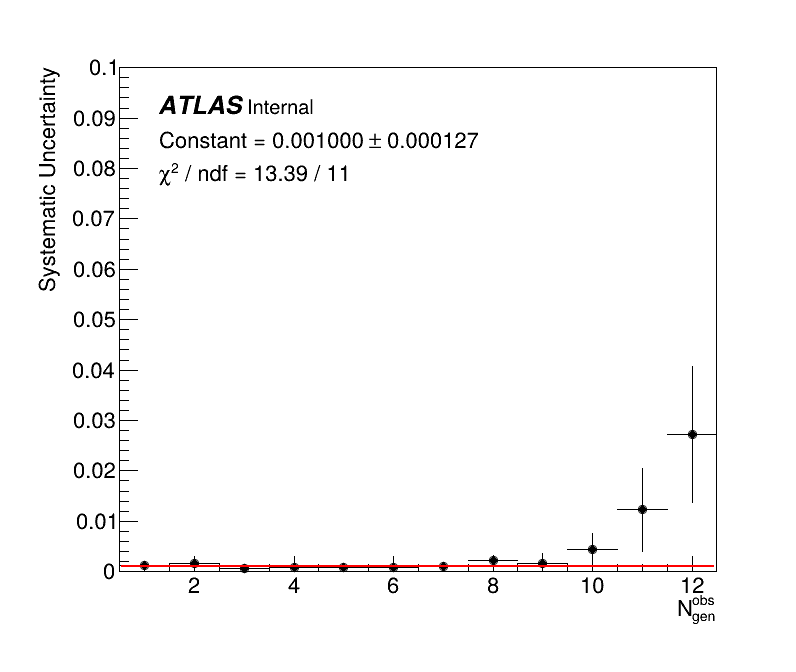 ATLAS Internal
Constant = 0.001000 ± 0.000127
χ² / ndf = 13.39 / 11
Systematic Uncertainty
0.1
0.09
0.08
0.07
0.06
0.05
0.04
0.03
0.02
0.01
0
2 4 6 8 10 12
N_gen^obs